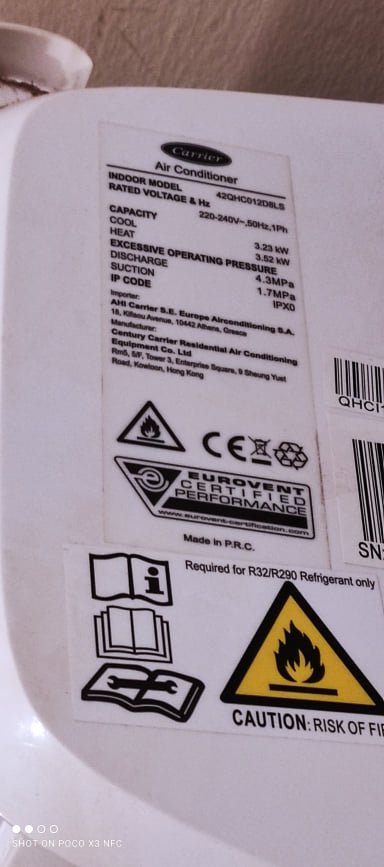 Carrier
Air Conditioner
INDOOR MODEL 42QHC012D8LS
RATED VOLTAGE & Hz
220-240V~,50Hz,1Ph
CAPACITY
COOL 3.23 kW
HEAT 3.52 kW
EXCESSIVE OPERATING PRESSURE
DISCHARGE 4.3MPa
SUCTION 1.7MPa
IP CODE IPX0
Importer:
AHI Carrier S.E. Europe Airconditioning S.A.
18, Kifisou Avenue, 10442 Athens, Greece
Manufacturer:
Century Carrier Residential Air Conditioning
Equipment Co. Ltd
Rm5, 5/F, Tower 3, Enterprise Square, 9 Sheung Yuet
Road, Kowloon, Hong Kong
CE
EUROVENT
CERTIFIED
PERFORMANCE
www.eurovent-certification.com
Made in P.R.C.
QHC
SN:
Required for R32/R290 Refrigerant only
CAUTION: RISK OF FI
SHOT ON POCO X3 NFC